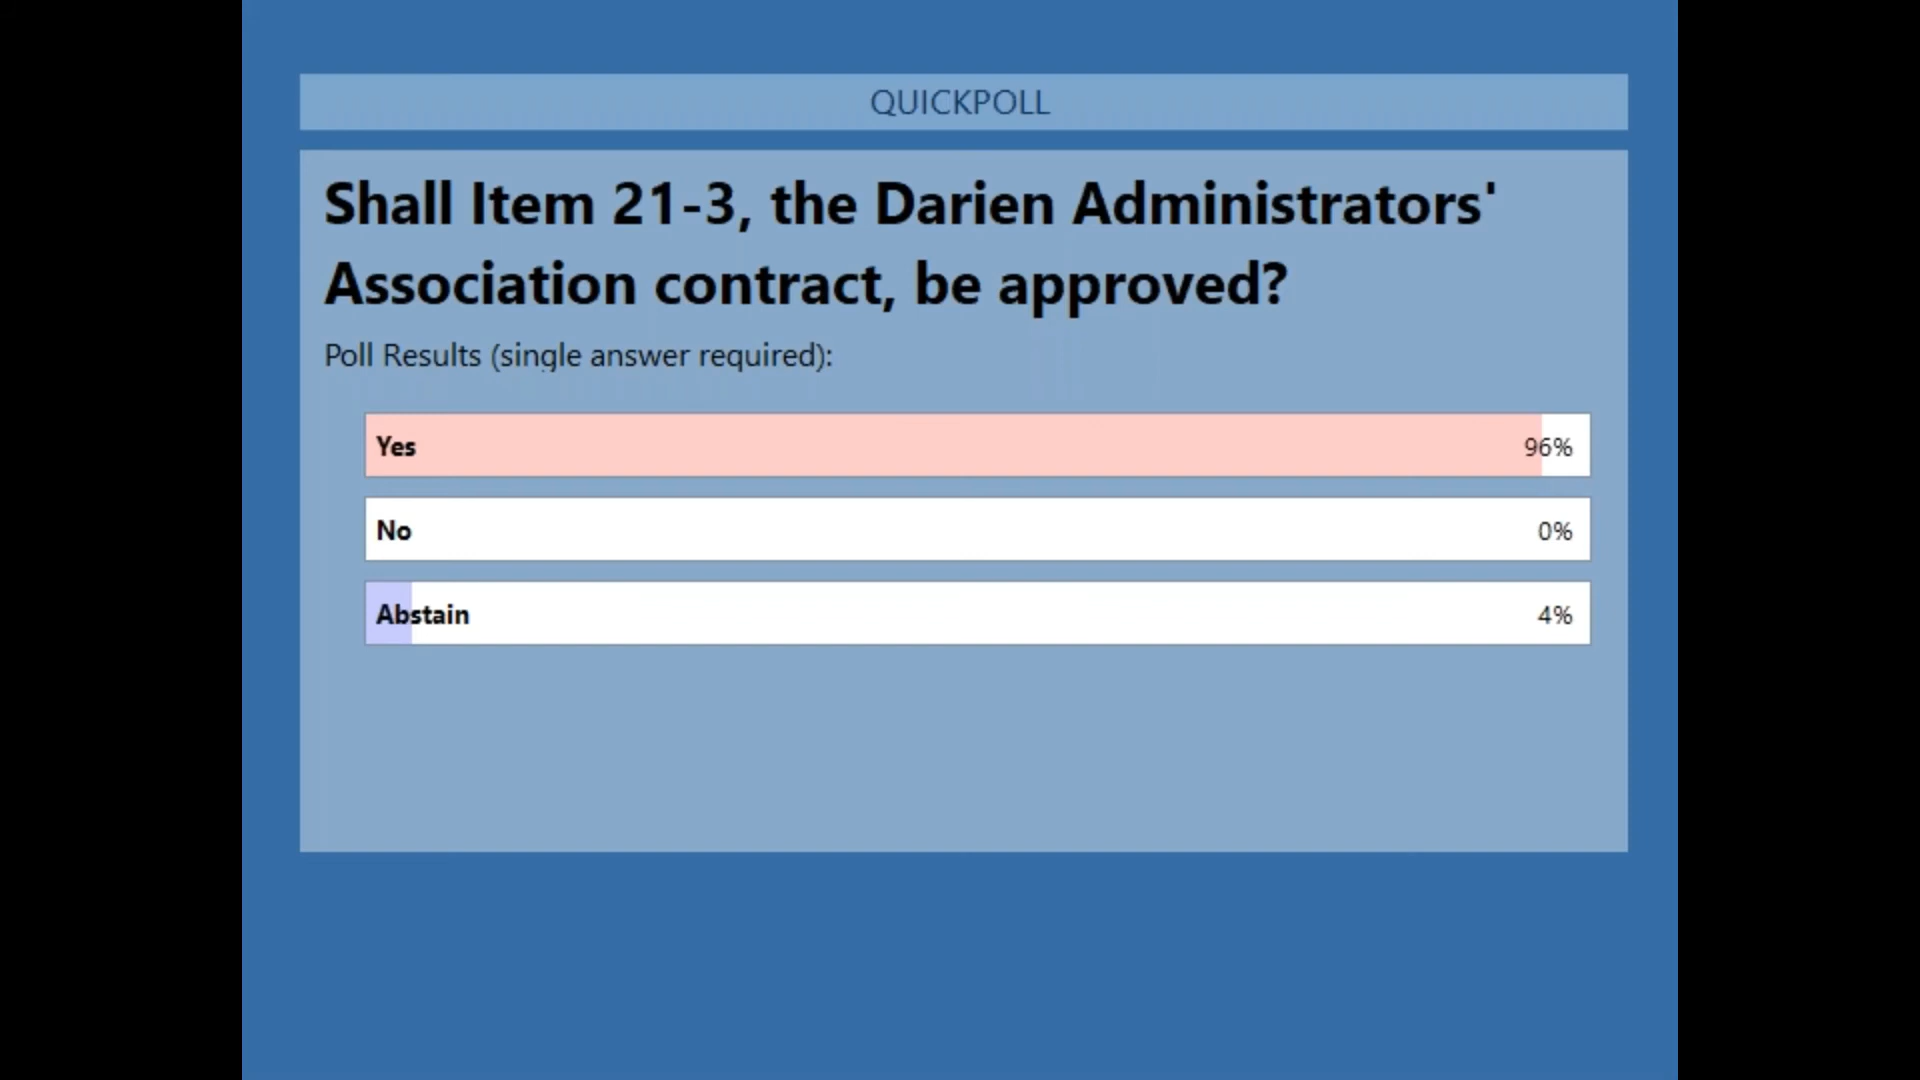 QUICKPOLL
Shall Item 21-3, the Darien Administrators'
Association contract, be approved?
Poll Results (single answer required):
Yes 96%
No 0%
Abstain 4%